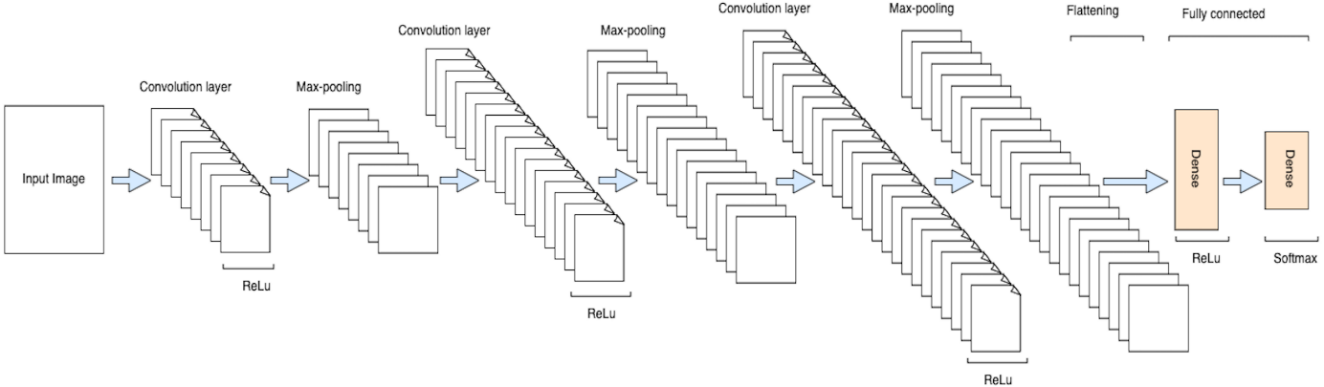 Convolution layer
Max-pooling
Flattening
Fully connected
Convolution layer
Max-pooling
Convolution layer
Max-pooling
Input Image
Dense
Dense
ReLu
ReLu
ReLu
ReLU
Softmax